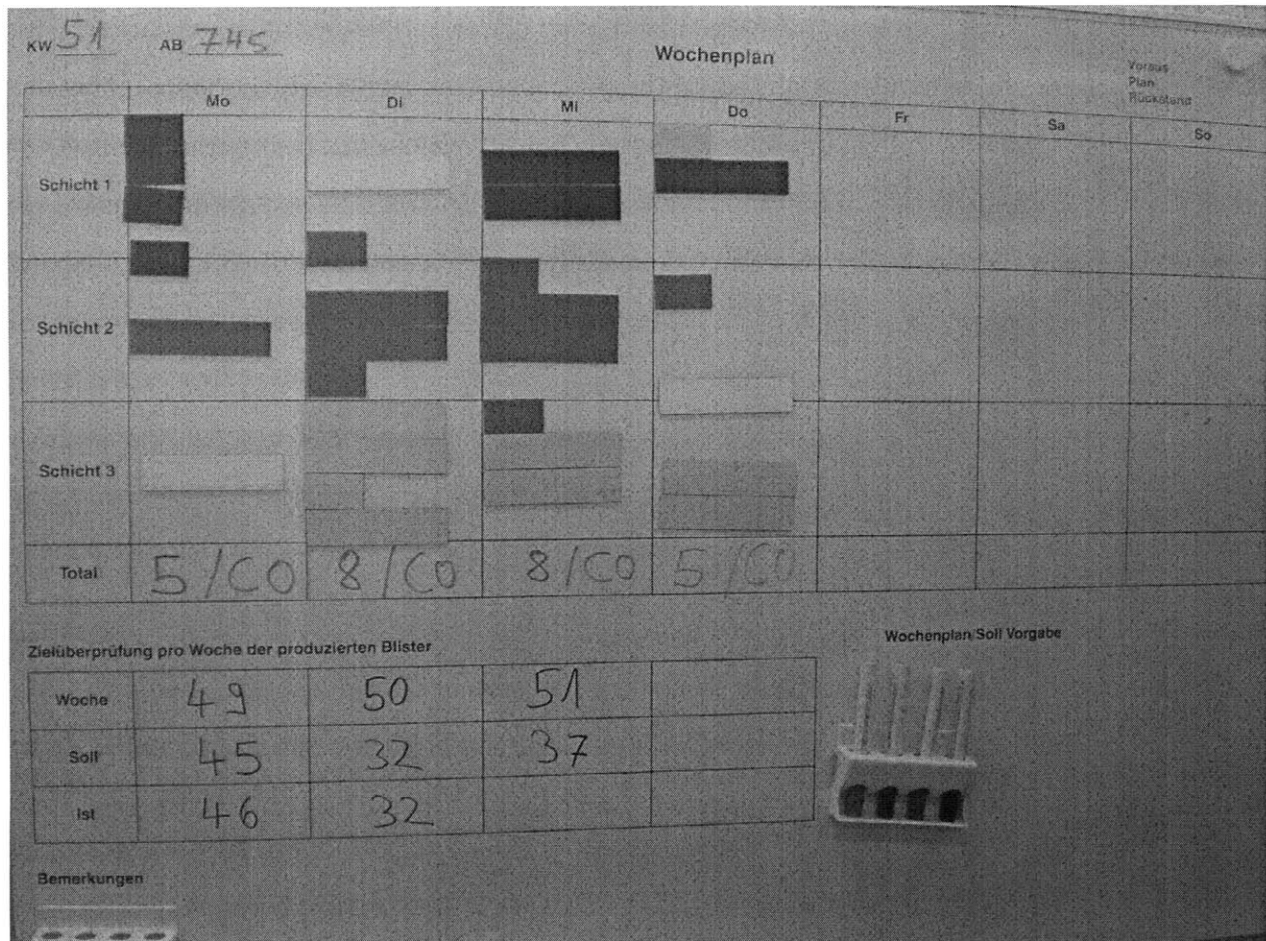 KW 51 AB 745
Wochenplan
Voraus
Plan
Rückstand
Mo Di Mi Do Fr Sa So
Schicht 1
Schicht 2
Schicht 3
Total 5/CO 8/CO 8/CO 5/CO
Zielüberprüfung pro Woche der produzierten Blister
Wochenplan/Soll Vorgabe
Woche 49 50 51
Soll 45 32 37
Ist 46 32
Bemerkungen